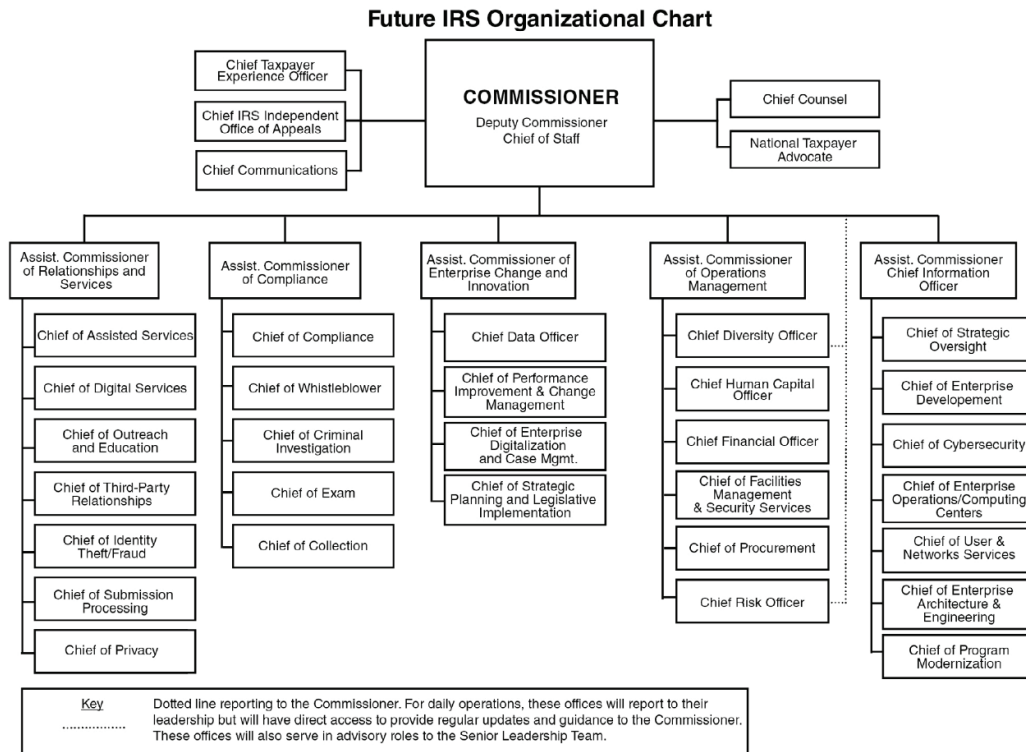 Future IRS Organizational Chart
Chief Taxpayer
Experience Officer
Chief IRS Independent
Office of Appeals
Chief Communications
COMMISSIONER
Deputy Commissioner
Chief of Staff
Chief Counsel
National Taxpayer
Advocate
Assist. Commissioner
of Relationships and
Services
Chief of Assisted Services
Chief of Digital Services
Chief of Outreach
and Education
Chief of Third-Party
Relationships
Chief of Identity
Theft/Fraud
Chief of Submission
Processing
Chief of Privacy
Assist. Commissioner
of Compliance
Chief of Compliance
Chief of Whistleblower
Chief of Criminal
Investigation
Chief of Exam
Chief of Collection
Assist. Commissioner of
Enterprise Change and
Innovation
Chief Data Officer
Chief of Performance
Improvement & Change
Management
Chief of Enterprise
Digitalization
and Case Mgmt.
Chief of Strategic
Planning and Legislative
Implementation
Assist. Commissioner
of Operations
Management
Chief Diversity Officer
Chief Human Capital
Officer
Chief Financial Officer
Chief of Facilities
Management
& Security Services
Chief of Procurement
Chief Risk Officer
Assist. Commissioner
Chief Information
Officer
Chief of Strategic
Oversight
Chief of Enterprise
Developement
Chief of Cybersecurity
Chief of Enterprise
Operations/Computing
Centers
Chief of User &
Networks Services
Chief of Enterprise
Architecture &
Engineering
Chief of Program
Modernization
Key
Dotted line reporting to the Commissioner. For daily operations, these offices will report to their
leadership but will have direct access to provide regular updates and guidance to the Commissioner.
These offices will also serve in advisory roles to the Senior Leadership Team.